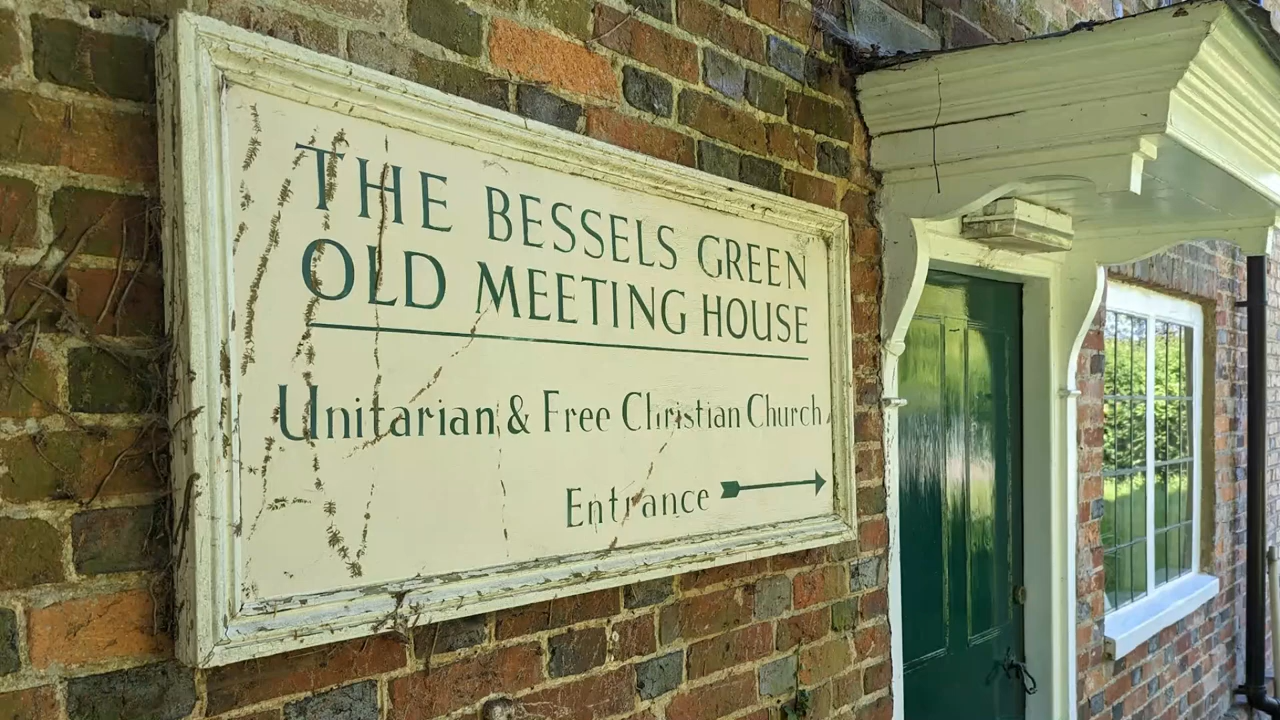 THE BESSELS GREEN
OLD MEETING HOUSE
Unitarian & Free Christian Church
Entrance